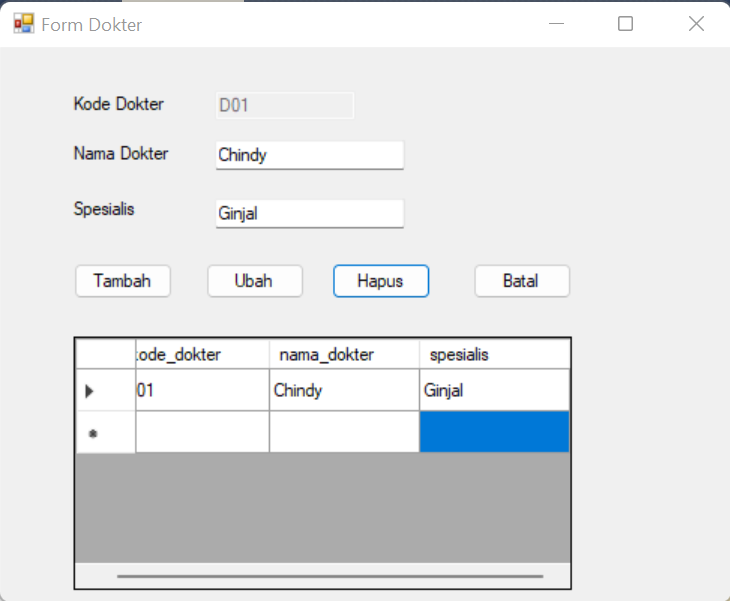 Form Dokter
Kode Dokter D01
Nama Dokter Chindy
Spesialis Ginjal
Tambah Ubah Hapus Batal
kode_dokter nama_dokter spesialis
01 Chindy Ginjal